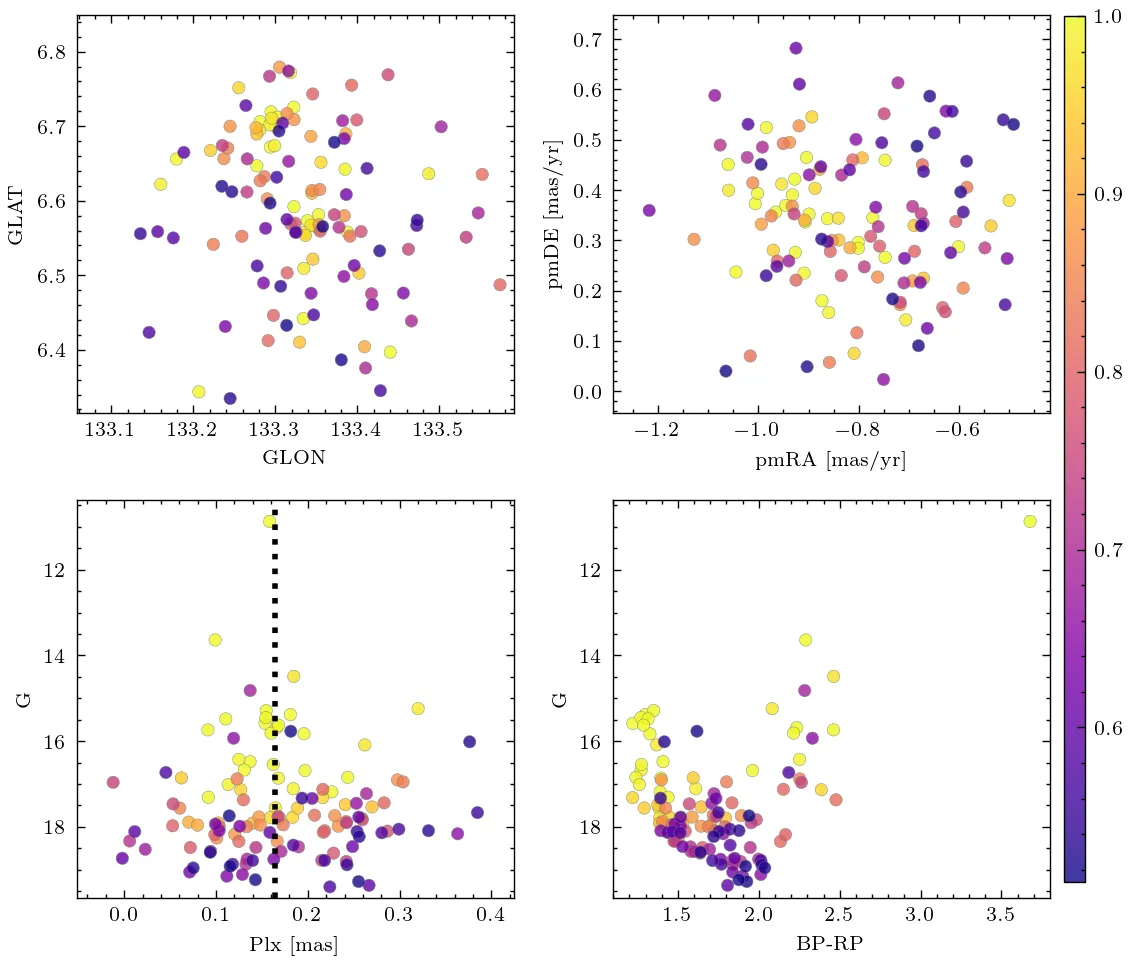 6.8
6.7
6.6
6.5
6.4
GLAT
133.1 133.2 133.3 133.4 133.5
GLON
0.7
0.6
0.5
0.4
0.3
0.2
0.1
0.0
pmDE [mas/yr]
−1.2 −1.0 −0.8 −0.6
pmRA [mas/yr]
1.0
0.9
0.8
0.7
0.6
12
14
16
18
G
0.0 0.1 0.2 0.3 0.4
Plx [mas]
12
14
16
18
G
1.5 2.0 2.5 3.0 3.5
BP-RP